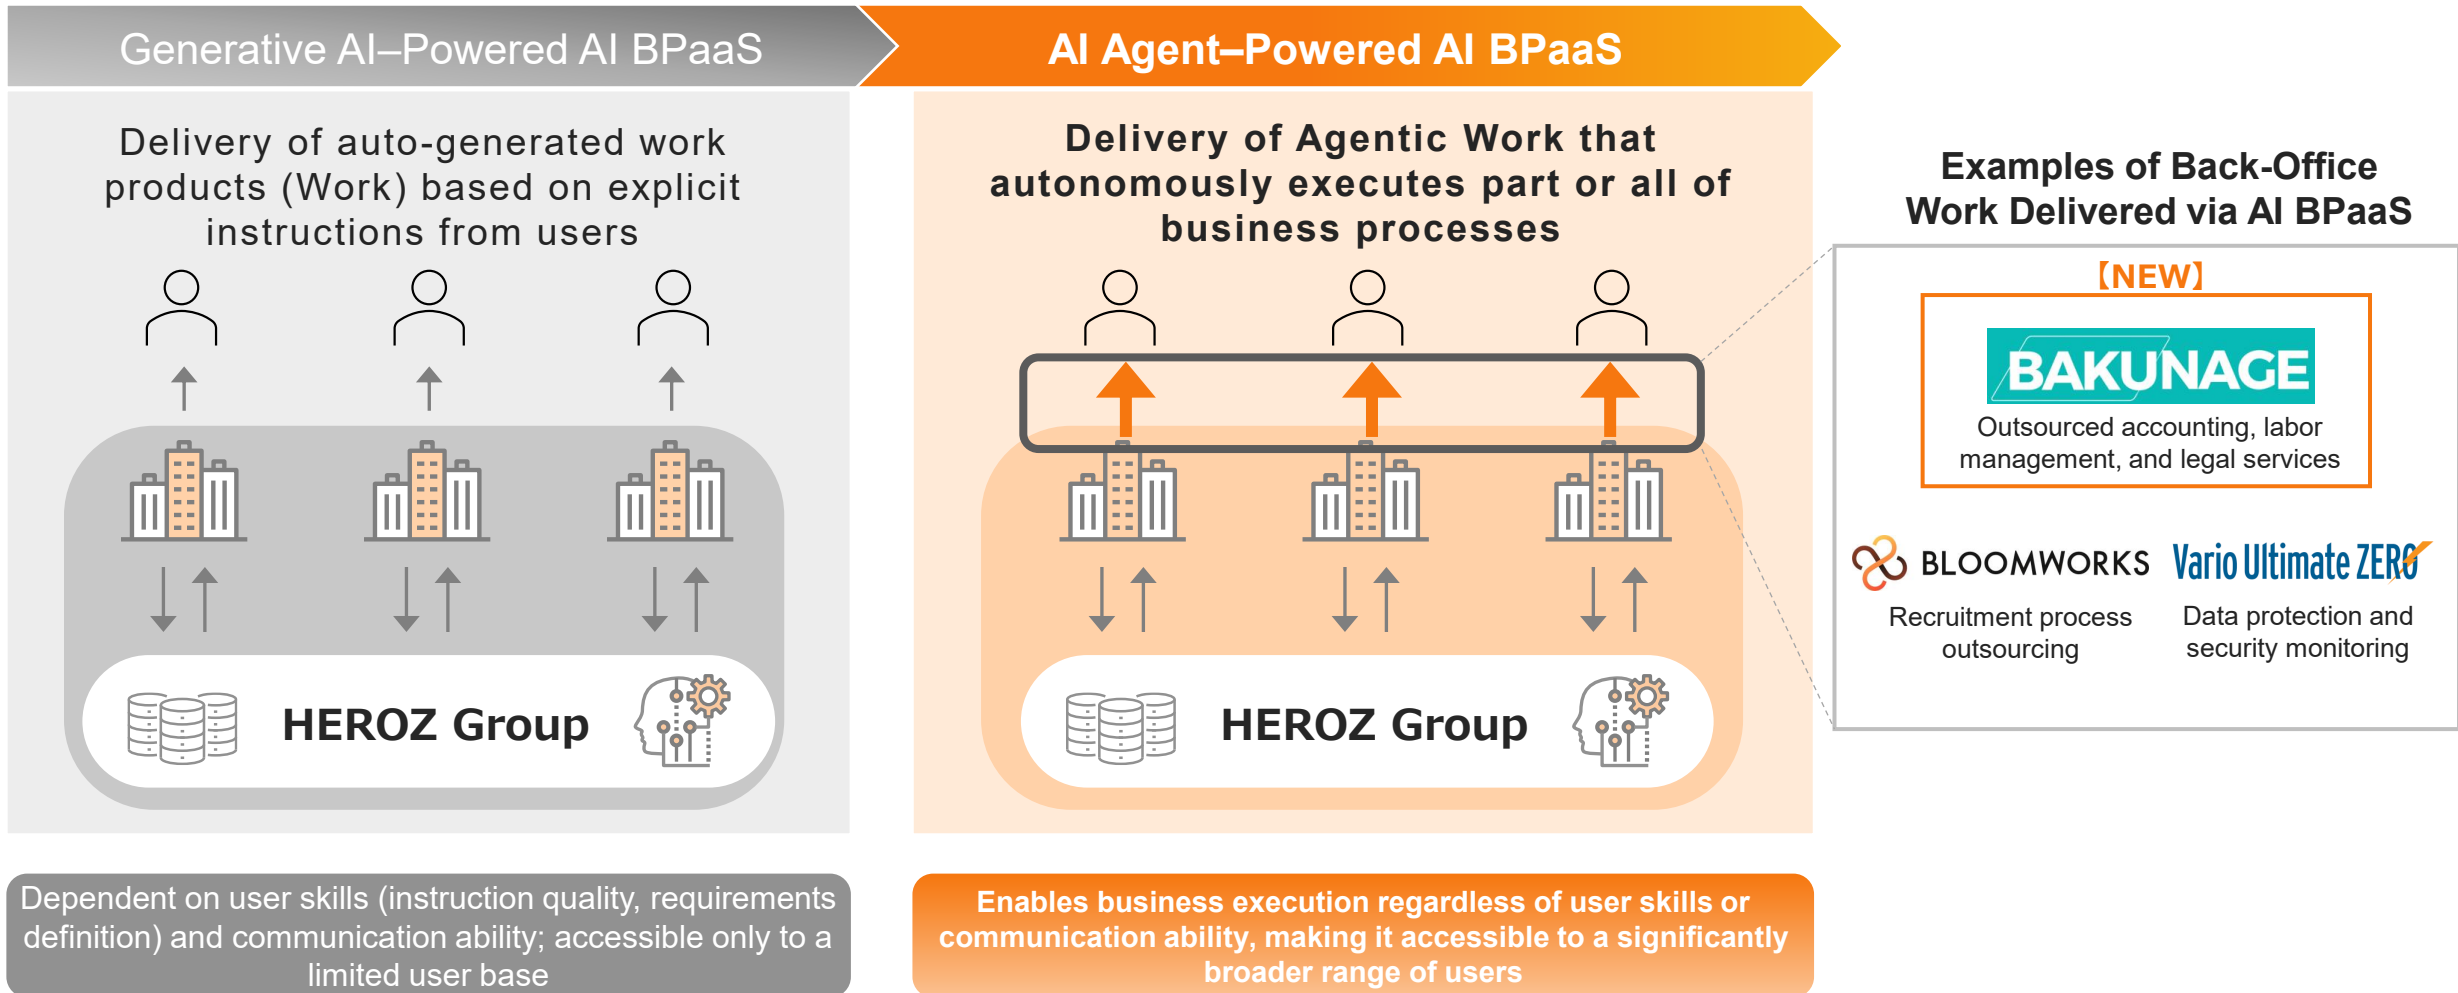 Generative AI–Powered AI BPaaS
AI Agent–Powered AI BPaaS
Delivery of auto-generated work
products (Work) based on explicit
instructions from users
HEROZ Group
Dependent on user skills (instruction quality, requirements
definition) and communication ability; accessible only to a
limited user base
Delivery of Agentic Work that
autonomously executes part or all of
business processes
HEROZ Group
Enables business execution regardless of user skills or
communication ability, making it accessible to a significantly
broader range of users
Examples of Back-Office
Work Delivered via AI BPaaS
【NEW】
BAKUNAGE
Outsourced accounting, labor
management, and legal services
BLOOMWORKS
Recruitment process
outsourcing
Vario Ultimate ZERO
Data protection and
security monitoring